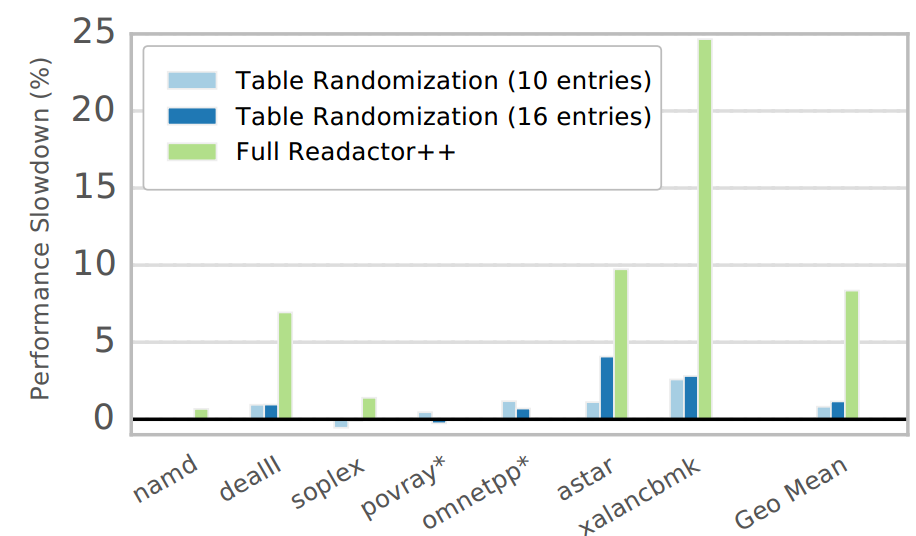 Performance Slowdown (%)
25
20
15
10
5
0
Table Randomization (10 entries)
Table Randomization (16 entries)
Full Readactor++
namd
dealII
soplex
povray*
omnetpp*
astar
xalancbmk
Geo Mean